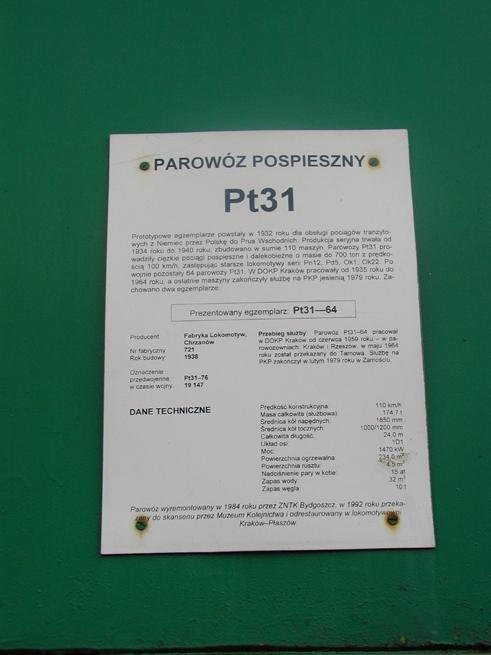 PAROWÓZ POSPIESZNY
Pt31
Prototypowe egzemplarze powstały w 1932 roku dla obsługi pociągów tranzyto-
wych z Niemiec przez Polskę do Prus Wschodnich. Produkcja seryjna trwała od
1934 roku do 1940 roku; zbudowano w sumie 110 maszyn. Parowozy Pt31 pro-
wadziły ciężkie pociągi pospieszne i dalekobieżne o masie do 700 ton z prędko-
ścią 100 km/h, zastępując starsze lokomotywy serii Pn12, Pd5, Ok1, Ok22. Po
wojnie pozostały 64 parowozy Pt31. W DOKP Kraków pracowały od 1935 roku do
1964 roku, a ostatnie maszyny zakończyły służbę na PKP jesienią 1979 roku. Za-
chowano dwa egzemplarze.
Prezentowany egzemplarz: Pt31—64
Producent Fabryka Lokomotyw,
Chrzanów
Nr fabryczny 721
Rok budowy 1938
Oznaczenie
przedwojenne: Pt31–76
w czasie wojny: 19 147
Przebieg służby: Parowóz Pt31–64 pracował
w DOKP Kraków od czerwca 1959 roku – w pa-
rowozowniach: Kraków i Rzeszów, w maju 1964
roku został przekazany do Tarnowa. Służbę na
PKP zakończył w lutym 1979 roku w Zamościu.
DANE TECHNICZNE
Prędkość konstrukcyjna 110 km/h
Masa całkowita (służbowa): 174,7 t
Średnica kół napędnych: 1850 mm
Średnica kół tocznych: 1000/1200 mm
Całkowita długość: 24,0 m
Układ osi: 1D1
Moc: 1470 kW
Powierzchnia ogrzewalna: 234,0 m²
Powierzchnia rusztu: 4,5 m²
Nadciśnienie pary w kotle: 15 at
Zapas wody: 32 m³
Zapas węgla: 10 t
Parowóz wyremontowany w 1984 roku przez ZNTK Bydgoszcz, w 1992 roku przeka-
zany do skansenu przez Muzeum Kolejnictwa i odrestaurowany w lokomotywowni
Kraków–Płaszów